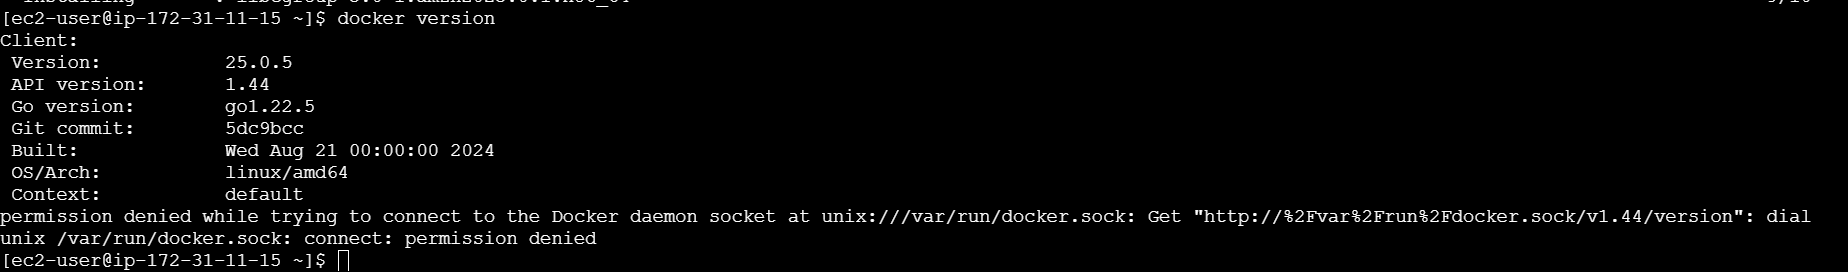 [ec2-user@ip-172-31-11-15 ~]$ docker version
Client:
 Version:           25.0.5
 API version:       1.44
 Go version:        go1.22.5
 Git commit:        5dc9bcc
 Built:             Wed Aug 21 00:00:00 2024
 OS/Arch:           linux/amd64
 Context:           default
permission denied while trying to connect to the Docker daemon socket at unix:///var/run/docker.sock: Get "http://%2Fvar%2Frun%2Fdocker.sock/v1.44/version": dial
unix /var/run/docker.sock: connect: permission denied
[ec2-user@ip-172-31-11-15 ~]$